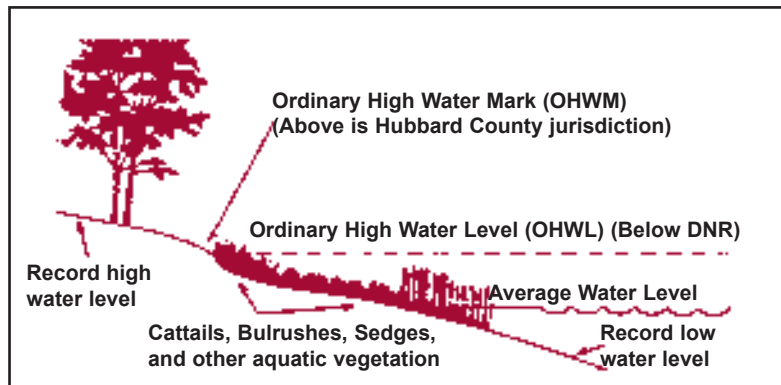 Ordinary High Water Mark (OHWM)
(Above is Hubbard County jurisdiction)
Ordinary High Water Level (OHWL) (Below DNR)
Record high
water level
Average Water Level
Cattails, Bulrushes, Sedges,
and other aquatic vegetation
Record low
water level